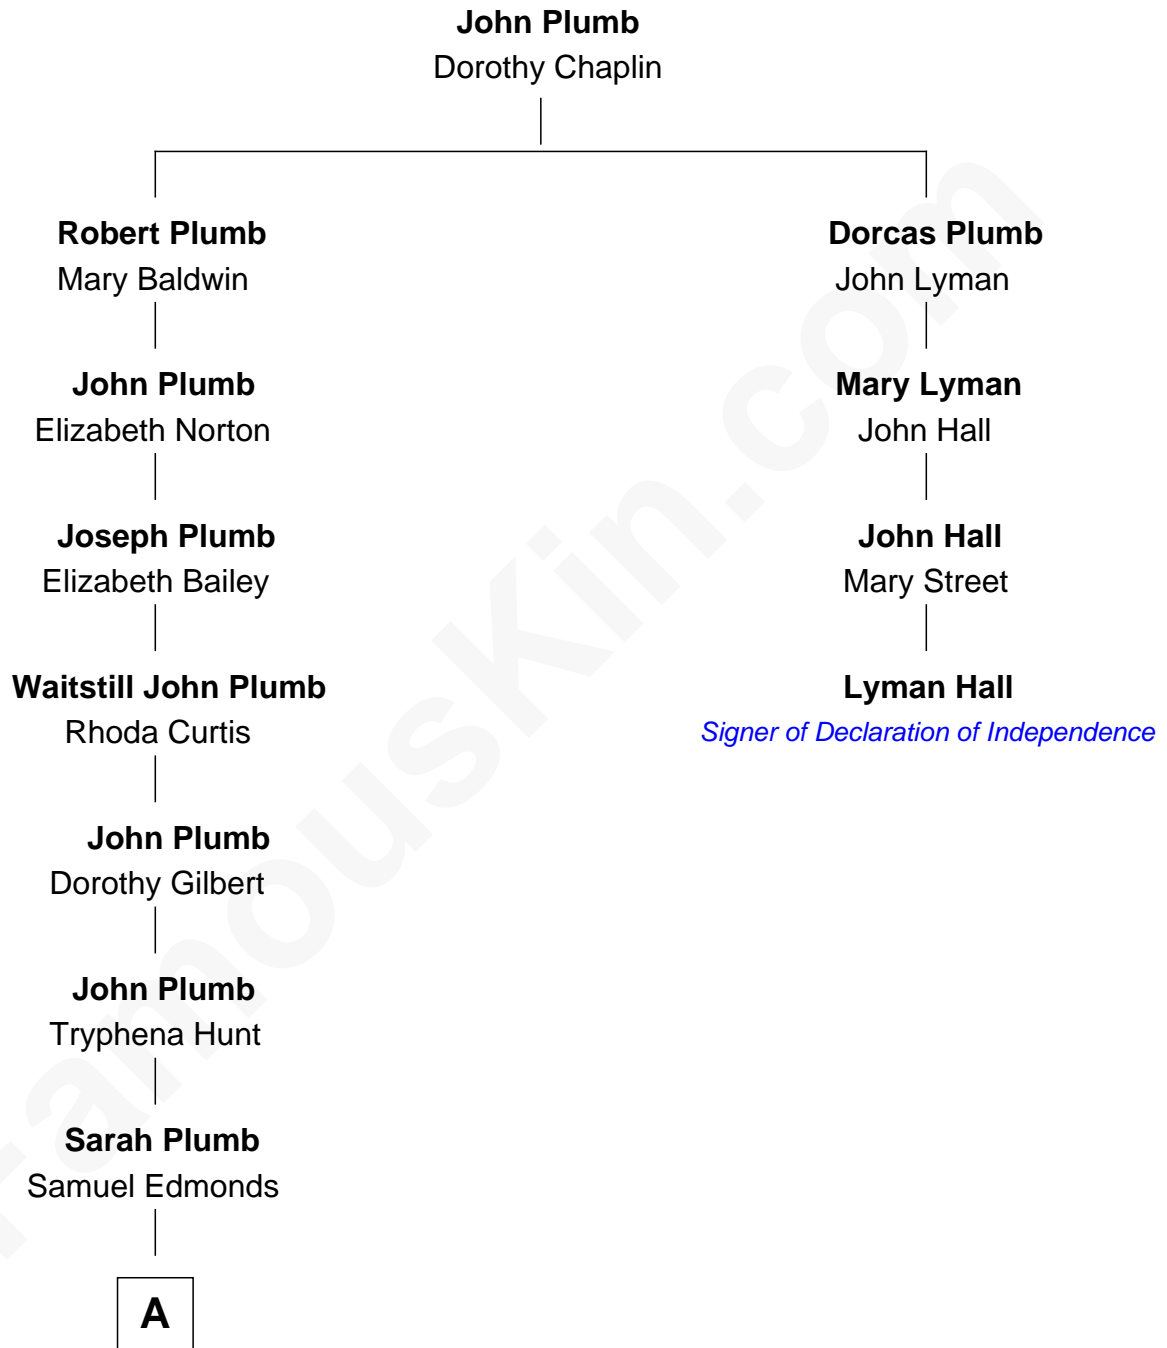 John Plumb
Dorothy Chaplin
Robert Plumb
Mary Baldwin
John Plumb
Elizabeth Norton
Joseph Plumb
Elizabeth Bailey
Waitstill John Plumb
Rhoda Curtis
John Plumb
Dorothy Gilbert
John Plumb
Tryphena Hunt
Sarah Plumb
Samuel Edmonds
A
Dorcas Plumb
John Lyman
Mary Lyman
John Hall
John Hall
Mary Street
Lyman Hall
Signer of Declaration of Independence
FamousKin.com